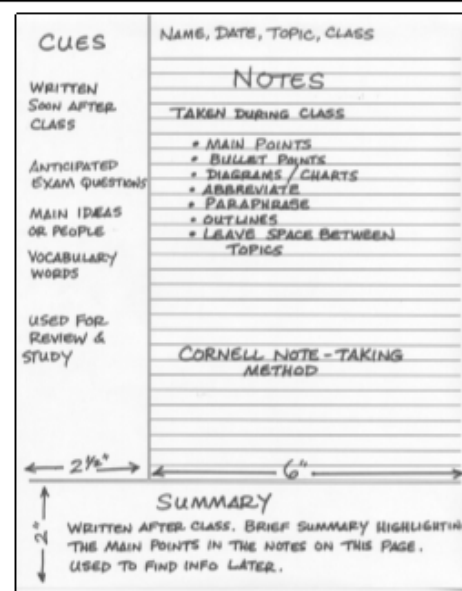 CUES
WRITTEN
SOON AFTER
CLASS
ANTICIPATED
EXAM QUESTIONS
MAIN IDEAS
OR PEOPLE
VOCABULARY
WORDS
USED FOR
REVIEW &
STUDY
2 1/2"
NAME, DATE, TOPIC, CLASS
NOTES
TAKEN DURING CLASS
• MAIN POINTS
• BULLET POINTS
• DIAGRAMS/CHARTS
• ABBREVIATE
• PARAPHRASE
• OUTLINES
• LEAVE SPACE BETWEEN
TOPICS
CORNELL NOTE-TAKING
METHOD
6"
2"
SUMMARY
WRITTEN AFTER CLASS. BRIEF SUMMARY HIGHLIGHTIN
THE MAIN POINTS IN THE NOTES ON THIS PAGE.
USED TO FIND INFO LATER.